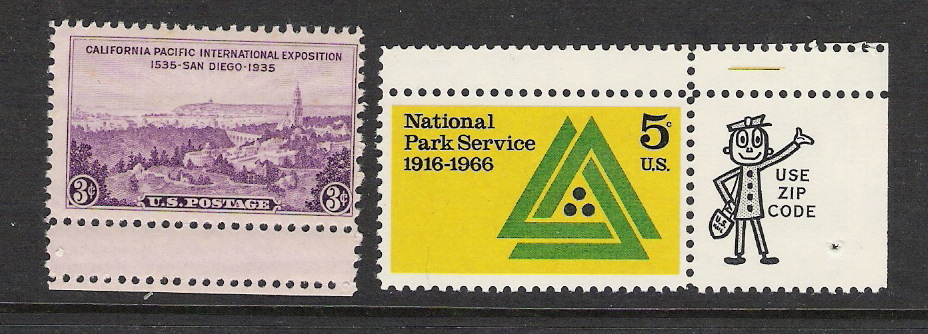 CALIFORNIA PACIFIC INTERNATIONAL EXPOSITION
1535-SAN DIEGO-1935
3¢ U.S. POSTAGE 3¢
National
Park Service
1916-1966
5c
U.S.
USE
ZIP
CODE